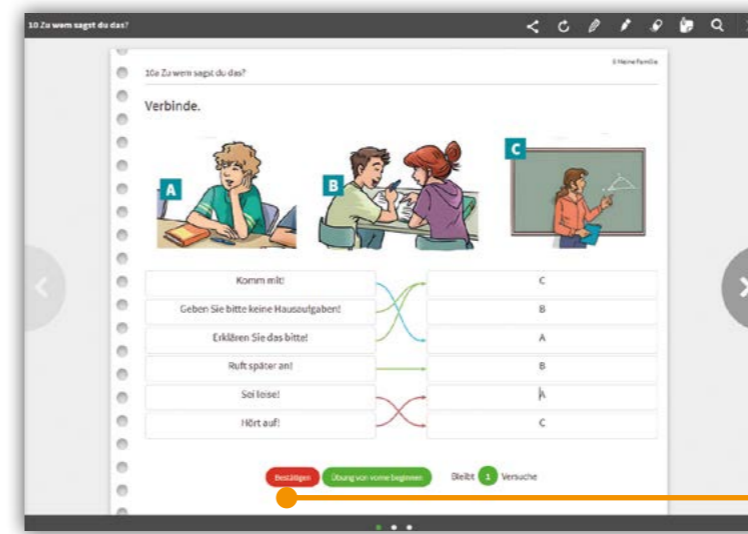 10 Zu wem sagst du das?
5 Meine Familie
10a Zu wem sagst du das?
Verbinde.
A
B
C
Komm mit!
C
Geben Sie bitte keine Hausaufgaben!
B
Erklären Sie das bitte!
A
Ruft später an!
B
Sei leise!
A
Hört auf!
C
Bestätigen
Übung von vorne beginnen
Bleibt 1 Versuche